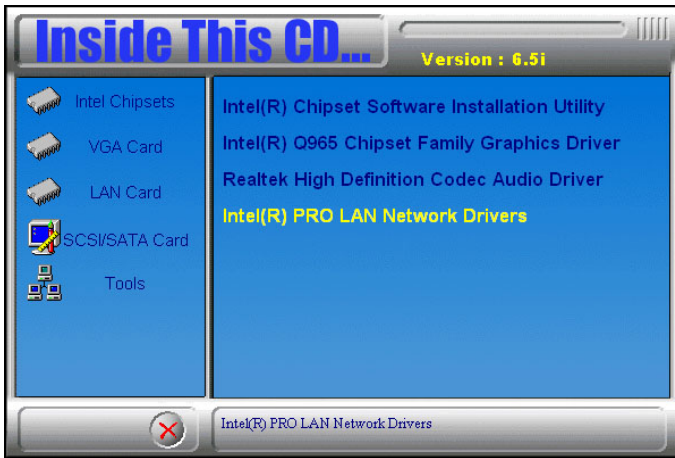 Inside This CD...
Version : 6.5i
Intel Chipsets
VGA Card
LAN Card
SCSI/SATA Card
Tools
Intel(R) Chipset Software Installation Utility
Intel(R) Q965 Chipset Family Graphics Driver
Realtek High Definition Codec Audio Driver
Intel(R) PRO LAN Network Drivers
Intel(R) PRO LAN Network Drivers